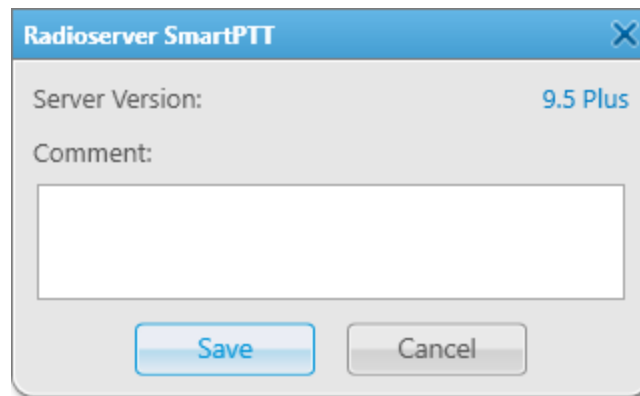 Radioserver SmartPTT
Server Version: 9.5 Plus
Comment:
Save Cancel